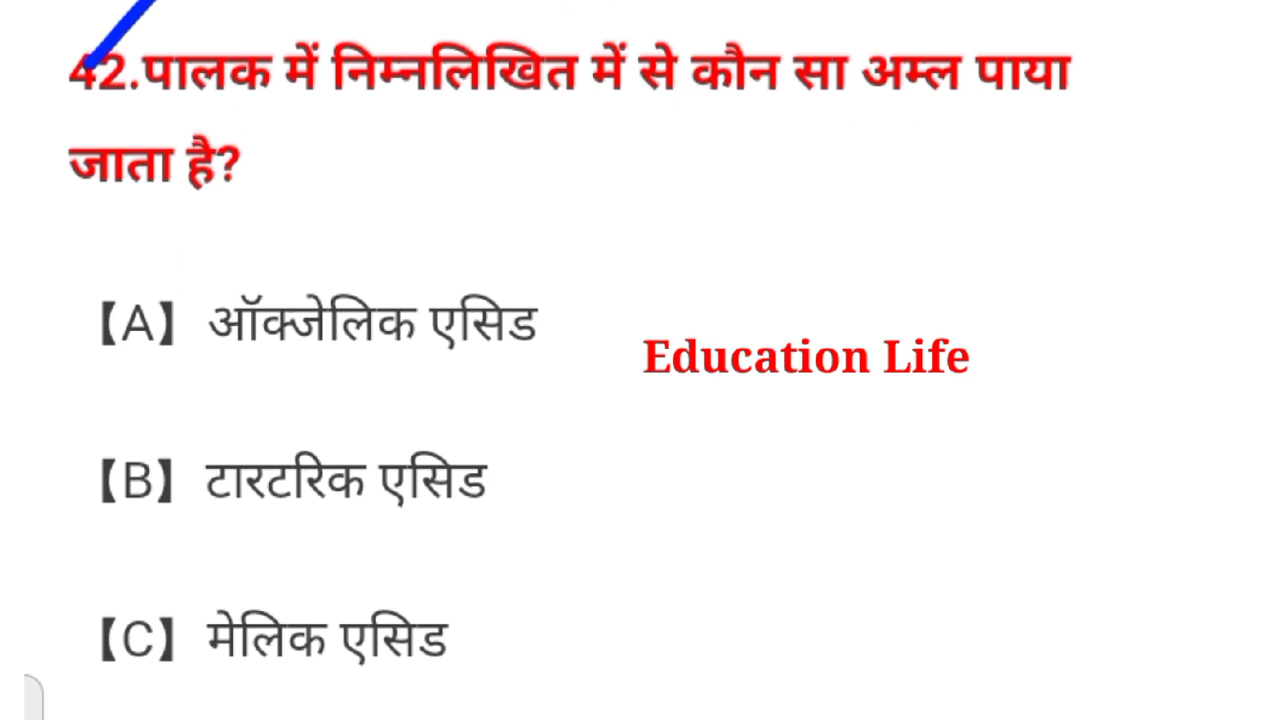 42.पालक में निम्नलिखित में से कौन सा अम्ल पाया
जाता है?
【A】 ऑक्जेलिक एसिड
Education Life
【B】 टारटरिक एसिड
【C】 मेलिक एसिड